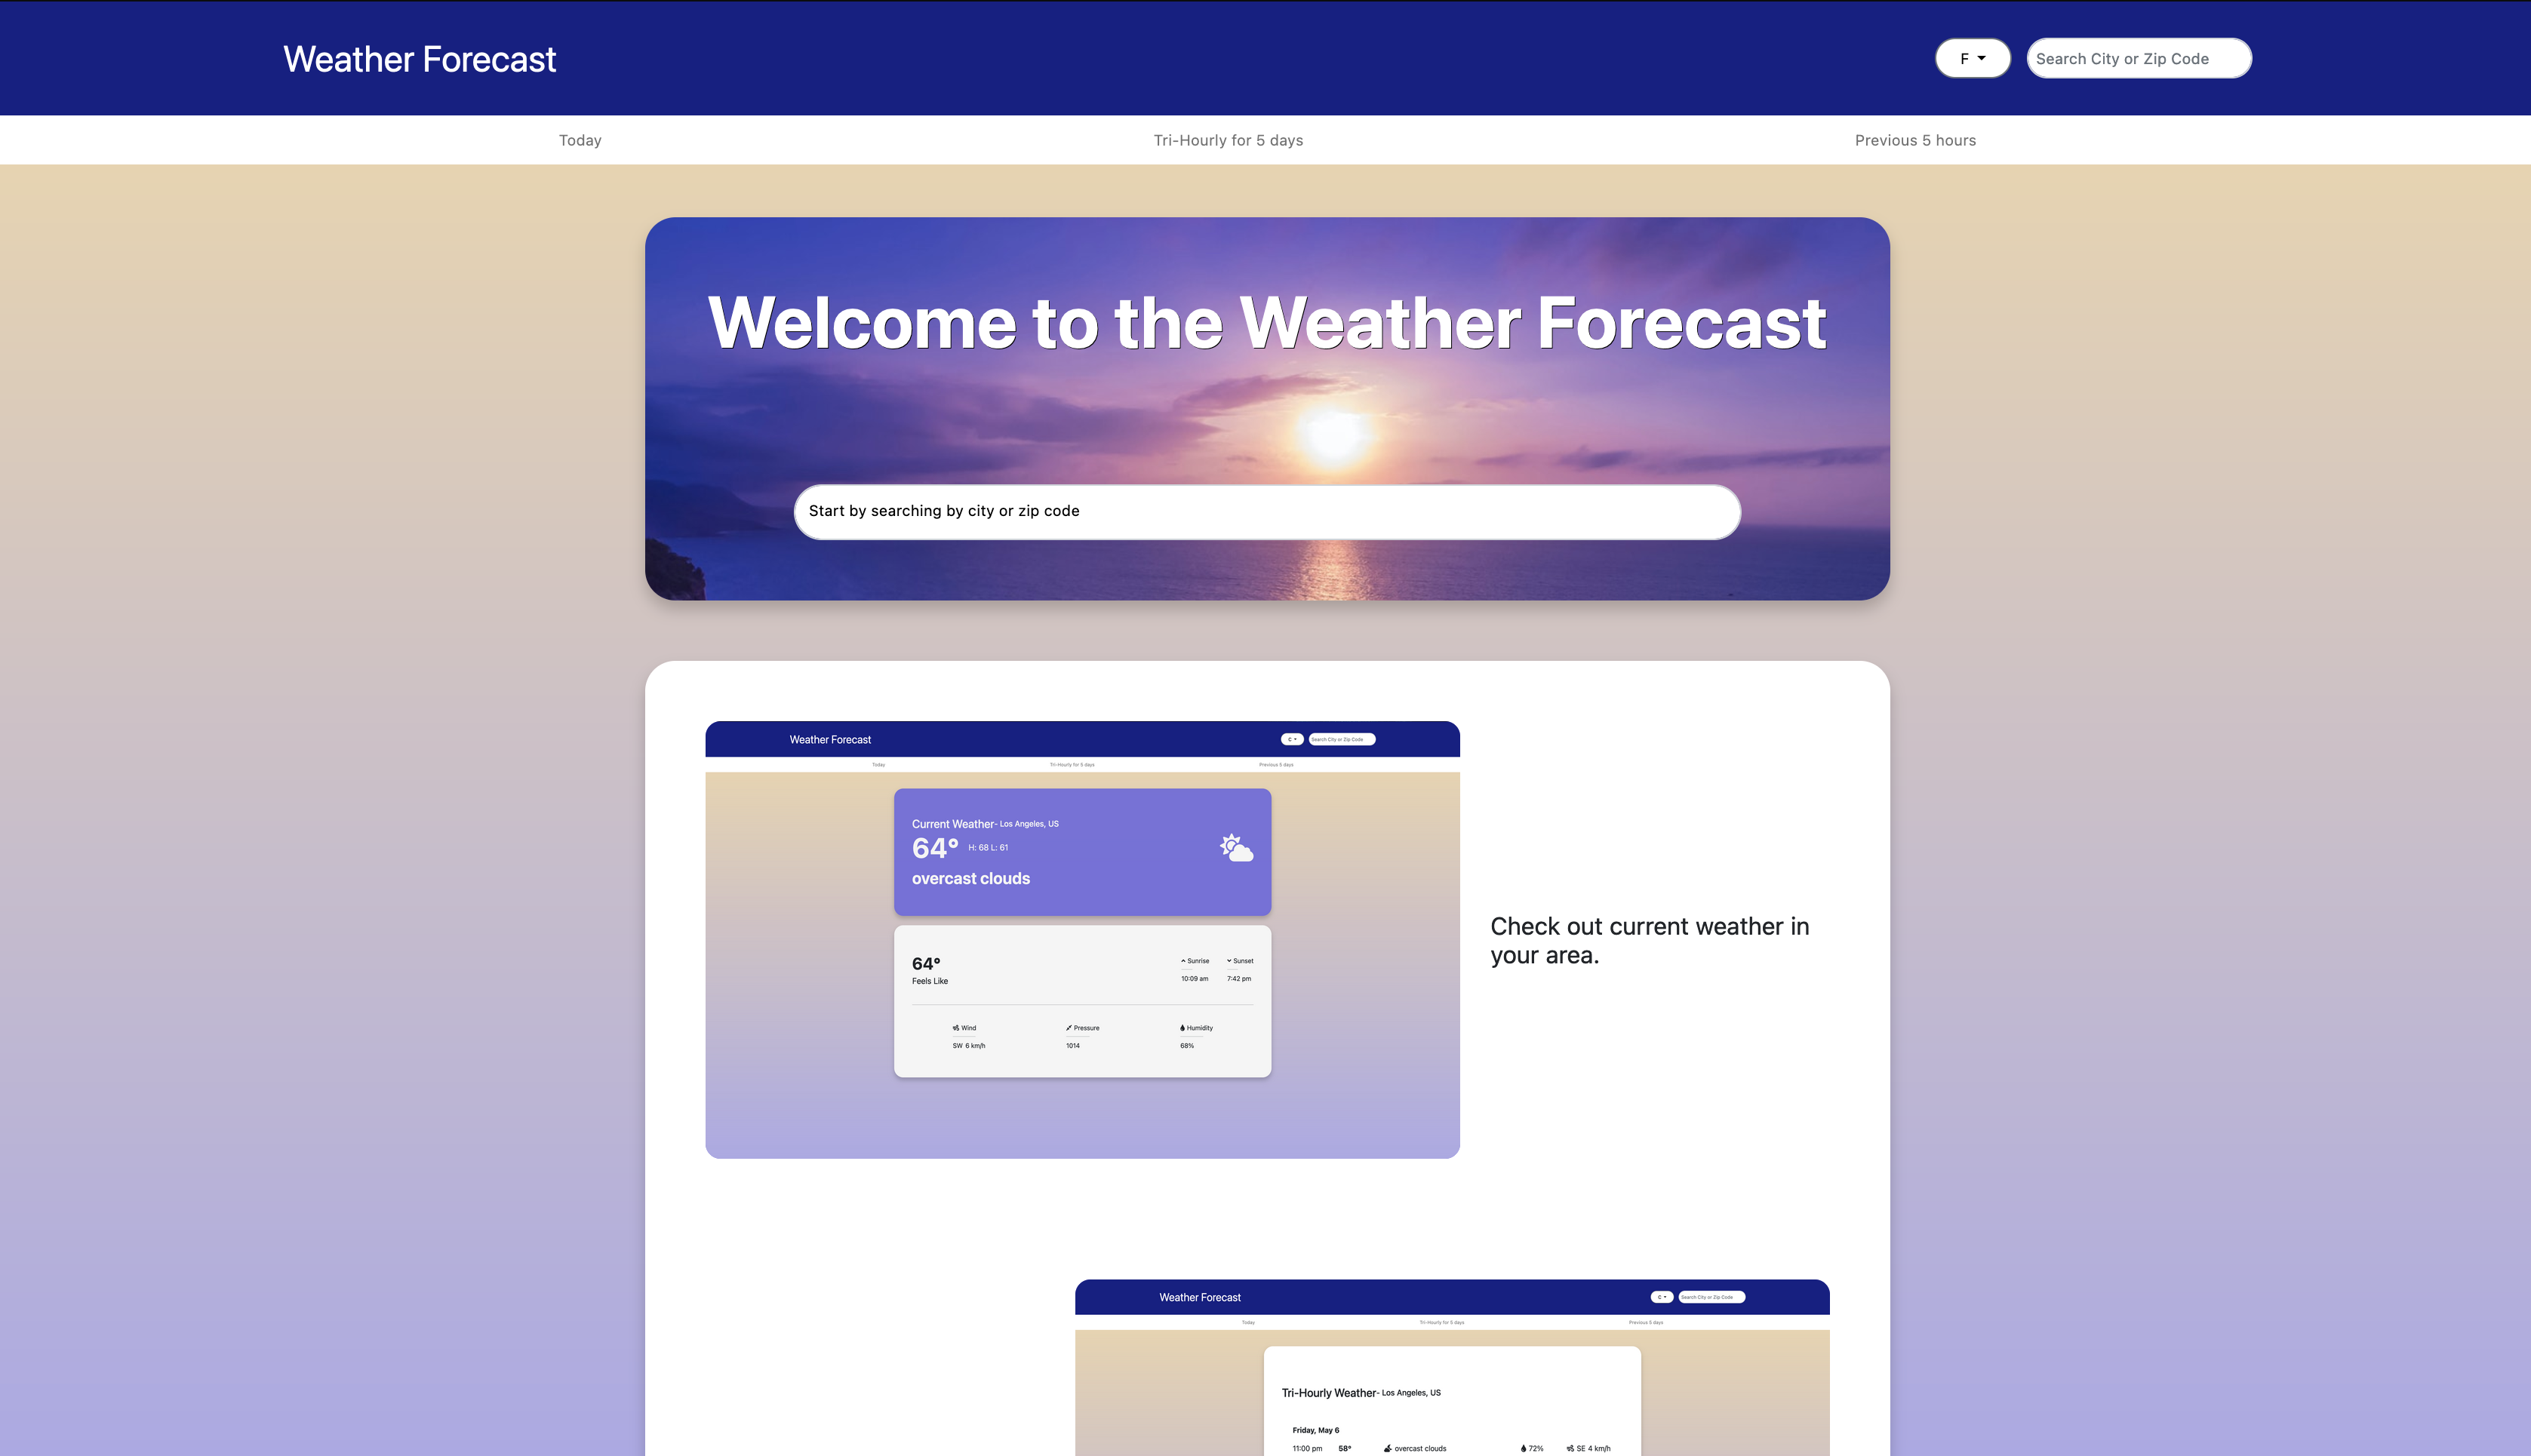 Weather Forecast
F
Search City or Zip Code
Today
Tri-Hourly for 5 days
Previous 5 hours
Welcome to the Weather Forecast
Start by searching by city or zip code
Weather Forecast
C
Search City or Zip Code
Today
Tri-Hourly for 5 days
Previous 5 days
Current Weather- Los Angeles, US
64° H: 68 L: 61
overcast clouds
64°
Feels Like
Sunrise
10:09 am
Sunset
7:42 pm
Wind
SW 6 km/h
Pressure
1014
Humidity
68%
Check out current weather in
your area.
Weather Forecast
C
Search City or Zip Code
Today
Tri-Hourly for 5 days
Previous 5 days
Tri-Hourly Weather- Los Angeles, US
Friday, May 6
11:00 pm 58° overcast clouds 72% SE 4 km/h